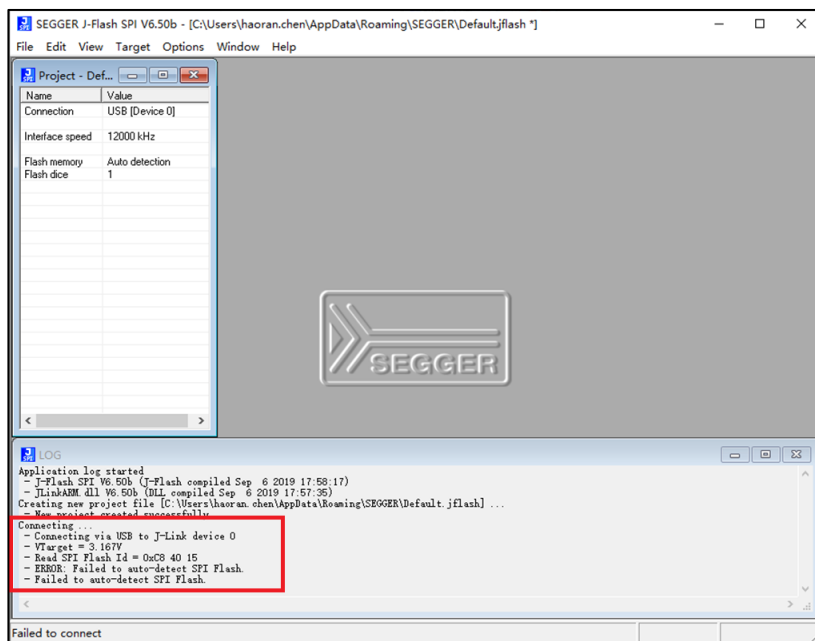 SEGGER J-Flash SPI V6.50b - [C:\Users\haoran.chen\AppData\Roaming\SEGGER\Default.jflash *]
File Edit View Target Options Window Help
Project - Def...
Name Value
Connection USB [Device 0]
Interface speed 12000 kHz
Flash memory Auto detection
Flash dice 1
SEGGER
LOG
Application log started
- J-Flash SPI V6.50b (J-Flash compiled Sep 6 2019 17:58:17)
- JLinkARM.dll V6.50b (DLL compiled Sep 6 2019 17:57:35)
Creating new project file [C:\Users\haoran.chen\AppData\Roaming\SEGGER\Default.jflash] ...
- New project created successfully
Connecting ...
- Connecting via USB to J-Link device 0
- VTarget = 3.167V
- Read SPI Flash Id = 0xC8 40 15
- ERROR: Failed to auto-detect SPI Flash.
- Failed to auto-detect SPI Flash.
Failed to connect